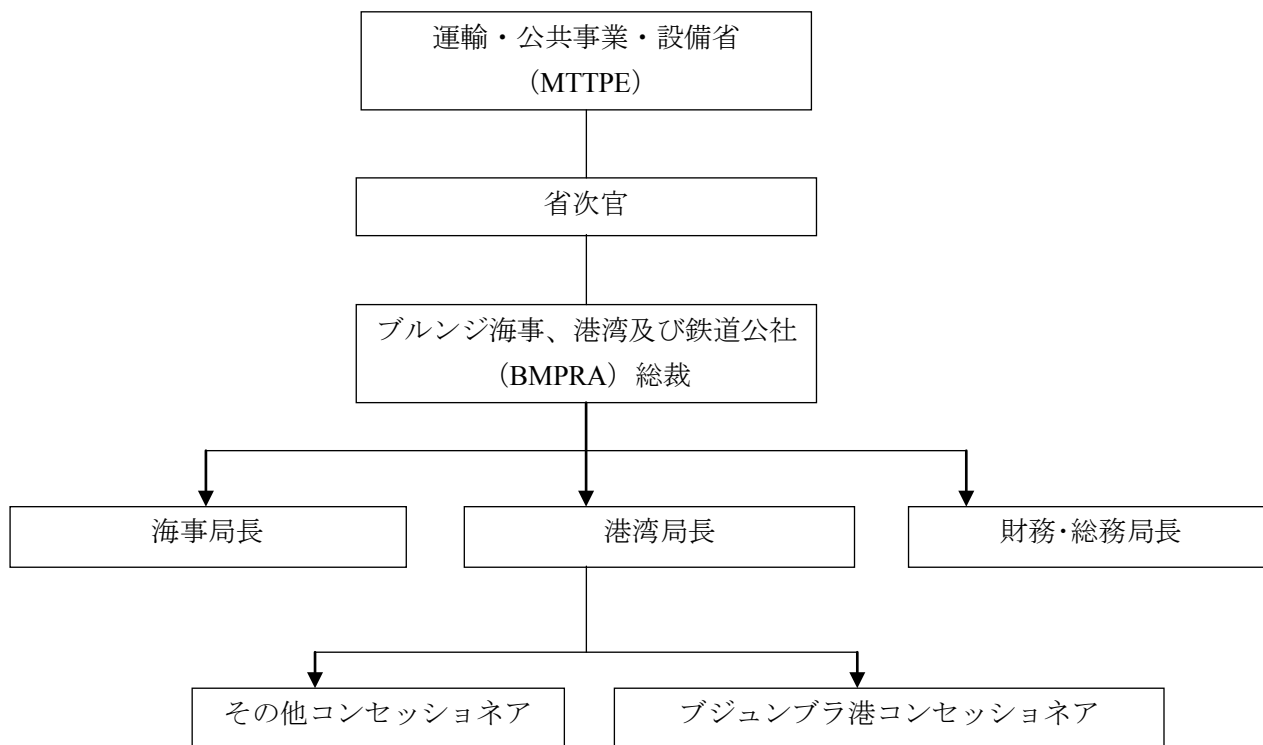 運輸・公共事業・設備省
（MTTPE）
省次官
ブルンジ海事、港湾及び鉄道公社
（BMPRA）総裁
海事局長
港湾局長
財務・総務局長
その他コンセッショネア
ブジュンブラ港コンセッショネア